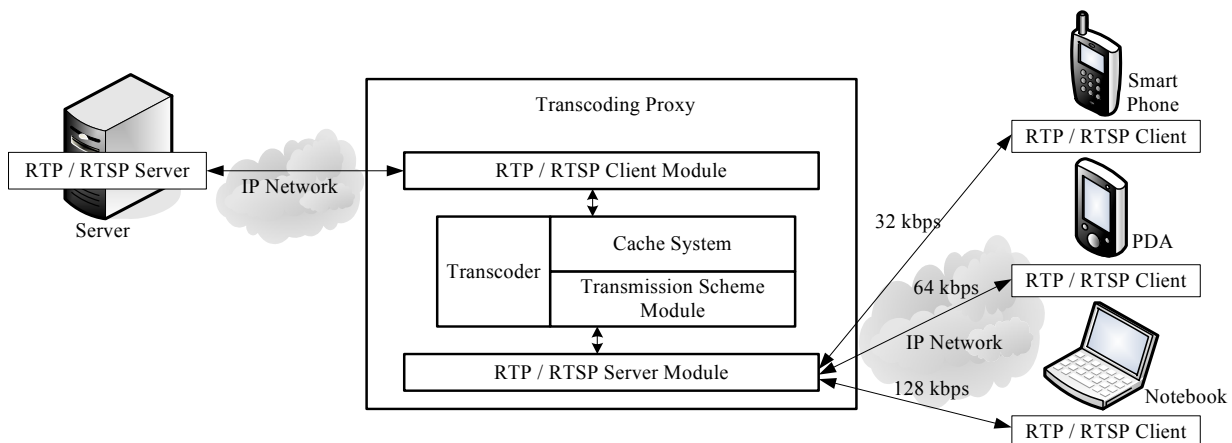 Transcoding Proxy
RTP / RTSP Server
Server
IP Network
RTP / RTSP Client Module
Transcoder
Cache System
Transmission Scheme
Module
RTP / RTSP Server Module
32 kbps
64 kbps
IP Network
128 kbps
Smart
Phone
RTP / RTSP Client
PDA
RTP / RTSP Client
Notebook
RTP / RTSP Client